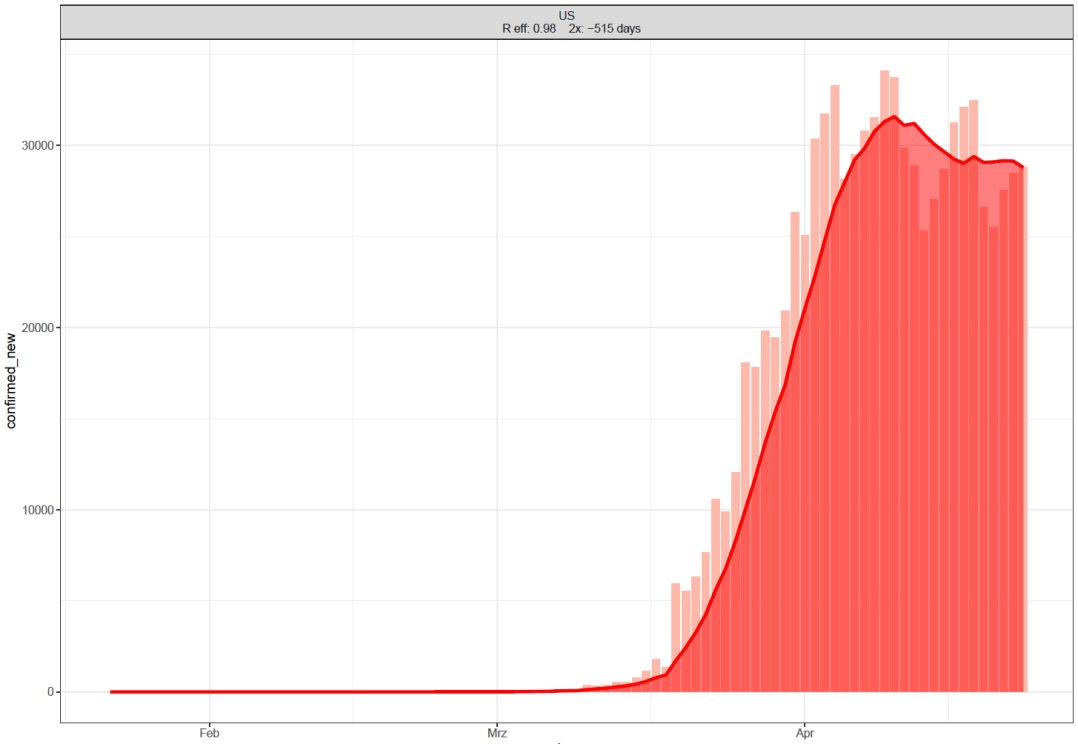 US
R eff: 0.98 2x: −515 days
confirmed_new
30000
20000
10000
0
Feb
Mrz
Apr